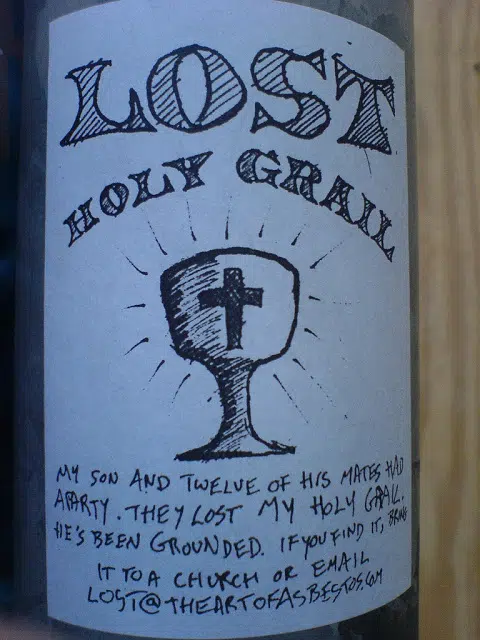 LOST
HOLY GRAIL
MY SON AND TWELVE OF HIS MATES HAD
A PARTY. THEY LOST MY HOLY GRAIL.
HE'S BEEN GROUNDED. IF YOU FIND IT, BRING
IT TO A CHURCH OR EMAIL
LOST@THEARTOFASBESTOS.COM